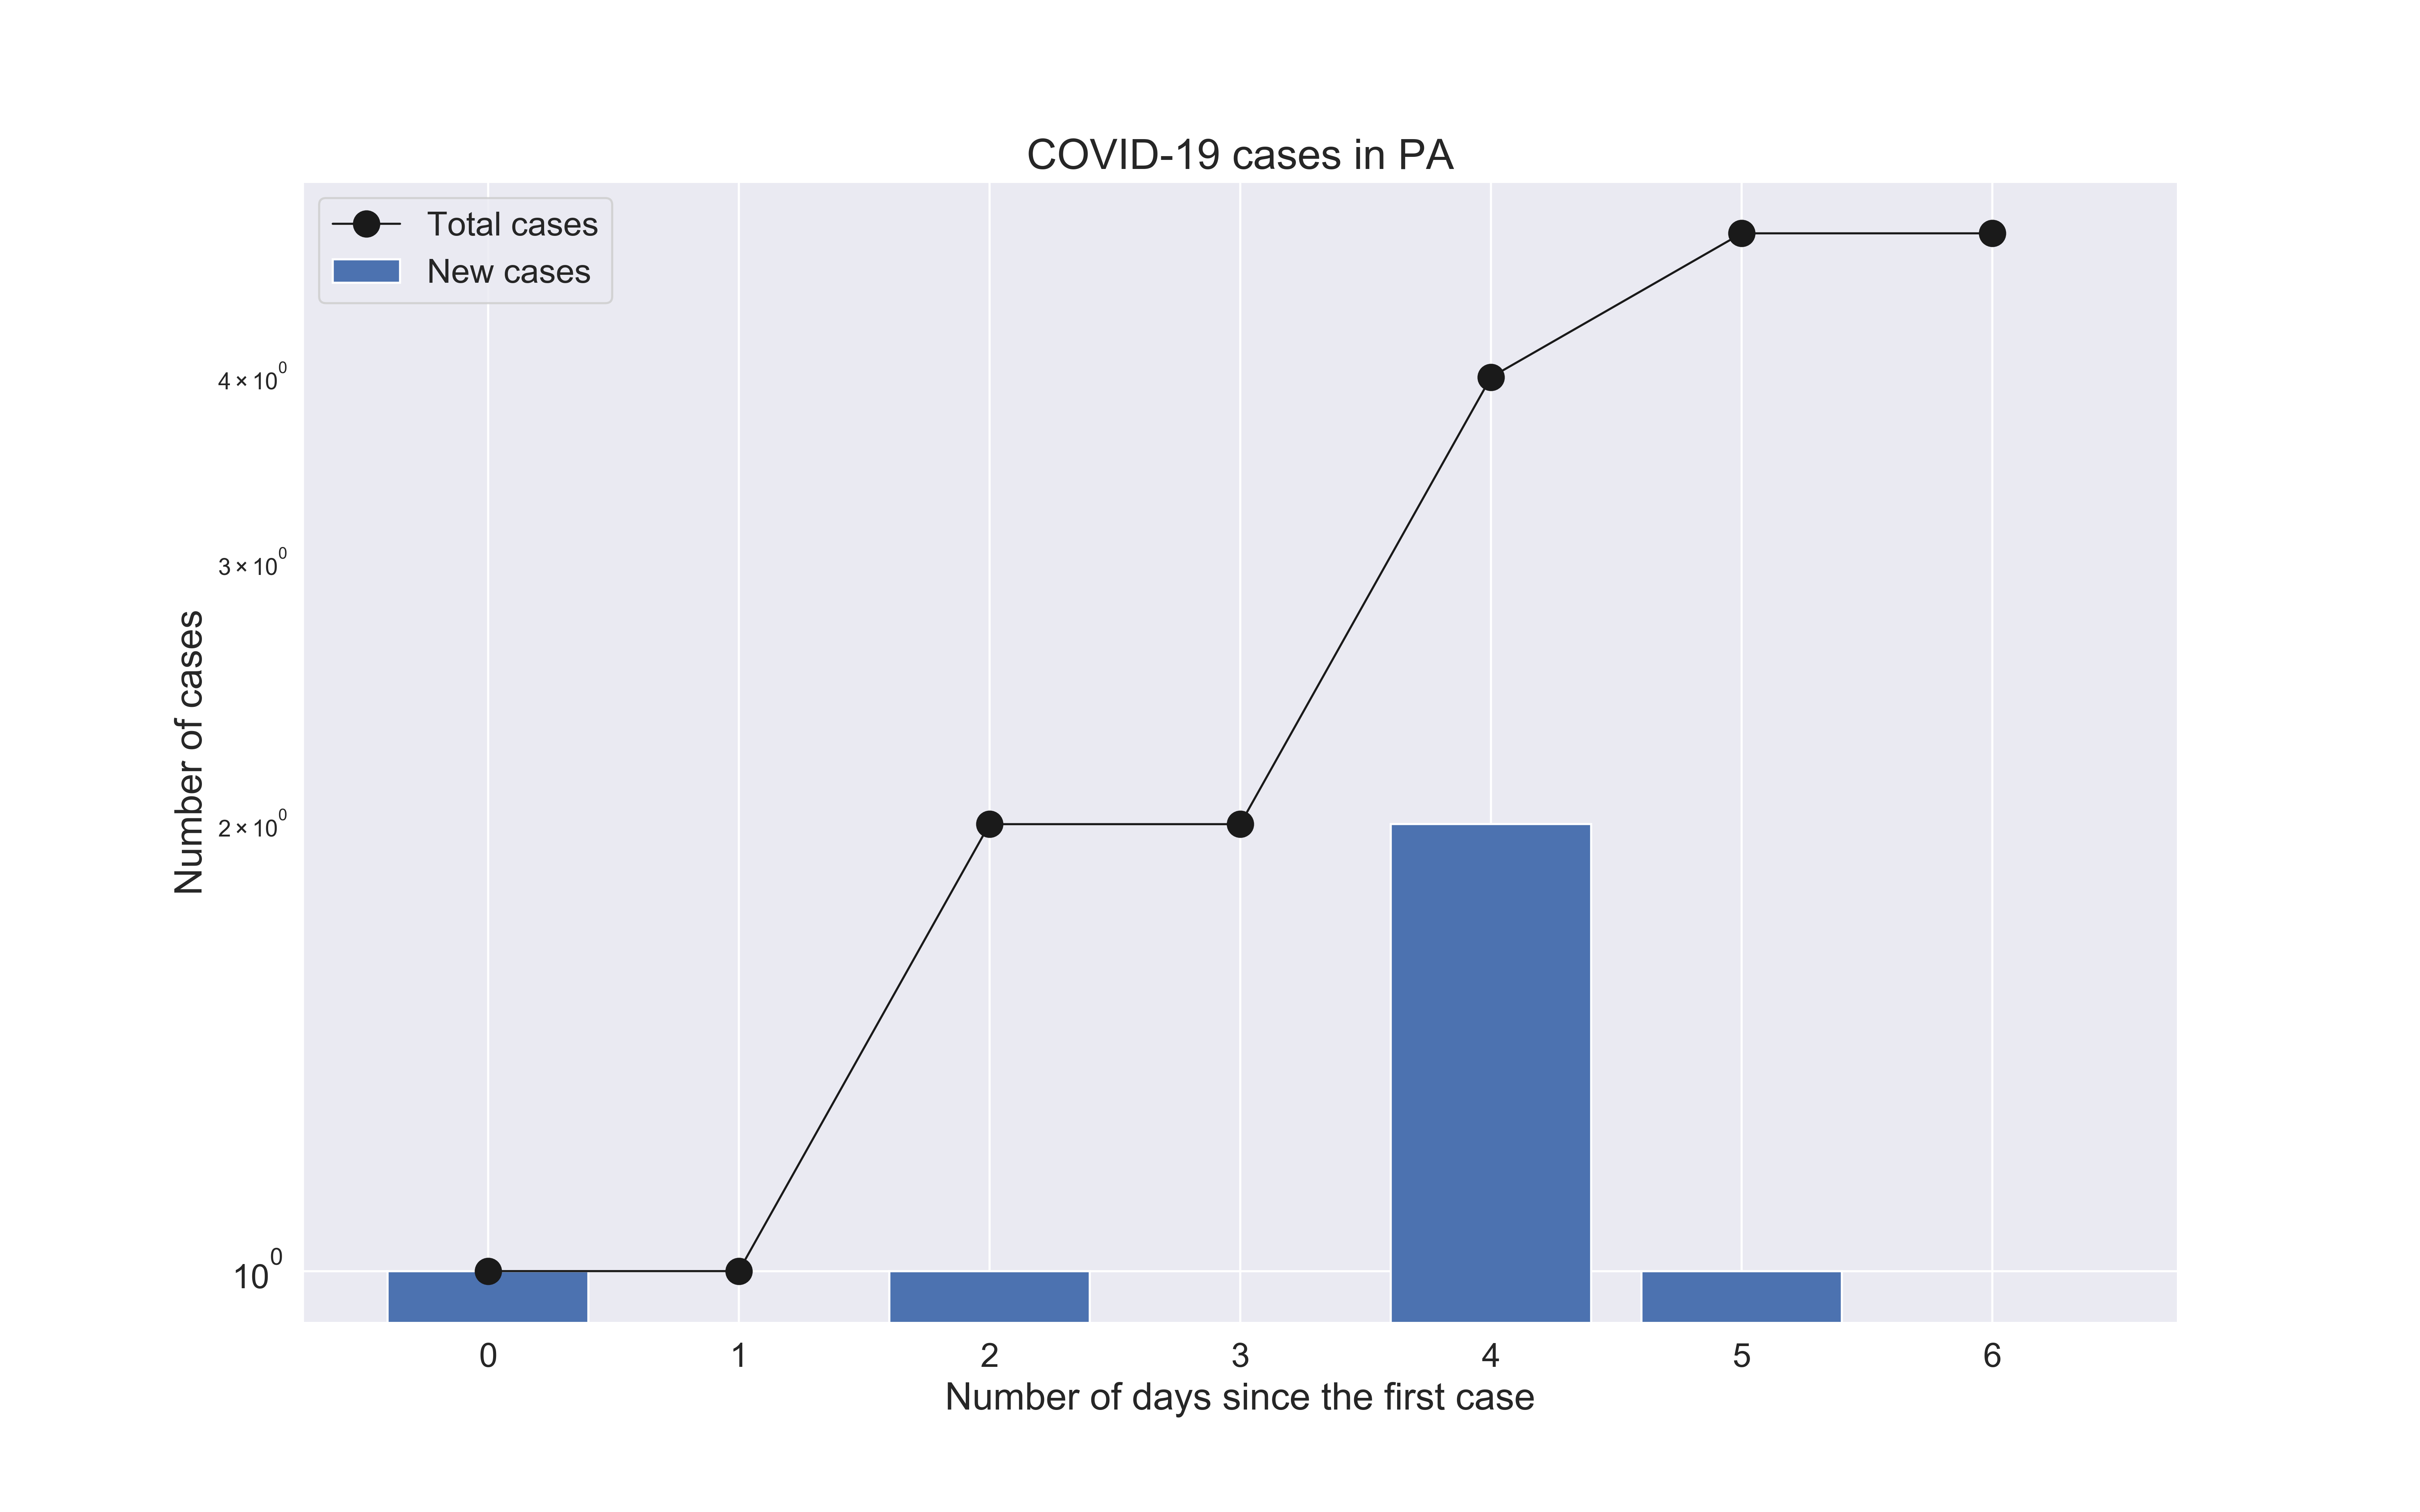 COVID-19 cases in PA
Total cases
New cases
4 × 10⁰
3 × 10⁰
2 × 10⁰
10⁰
Number of cases
0 1 2 3 4 5 6
Number of days since the first case